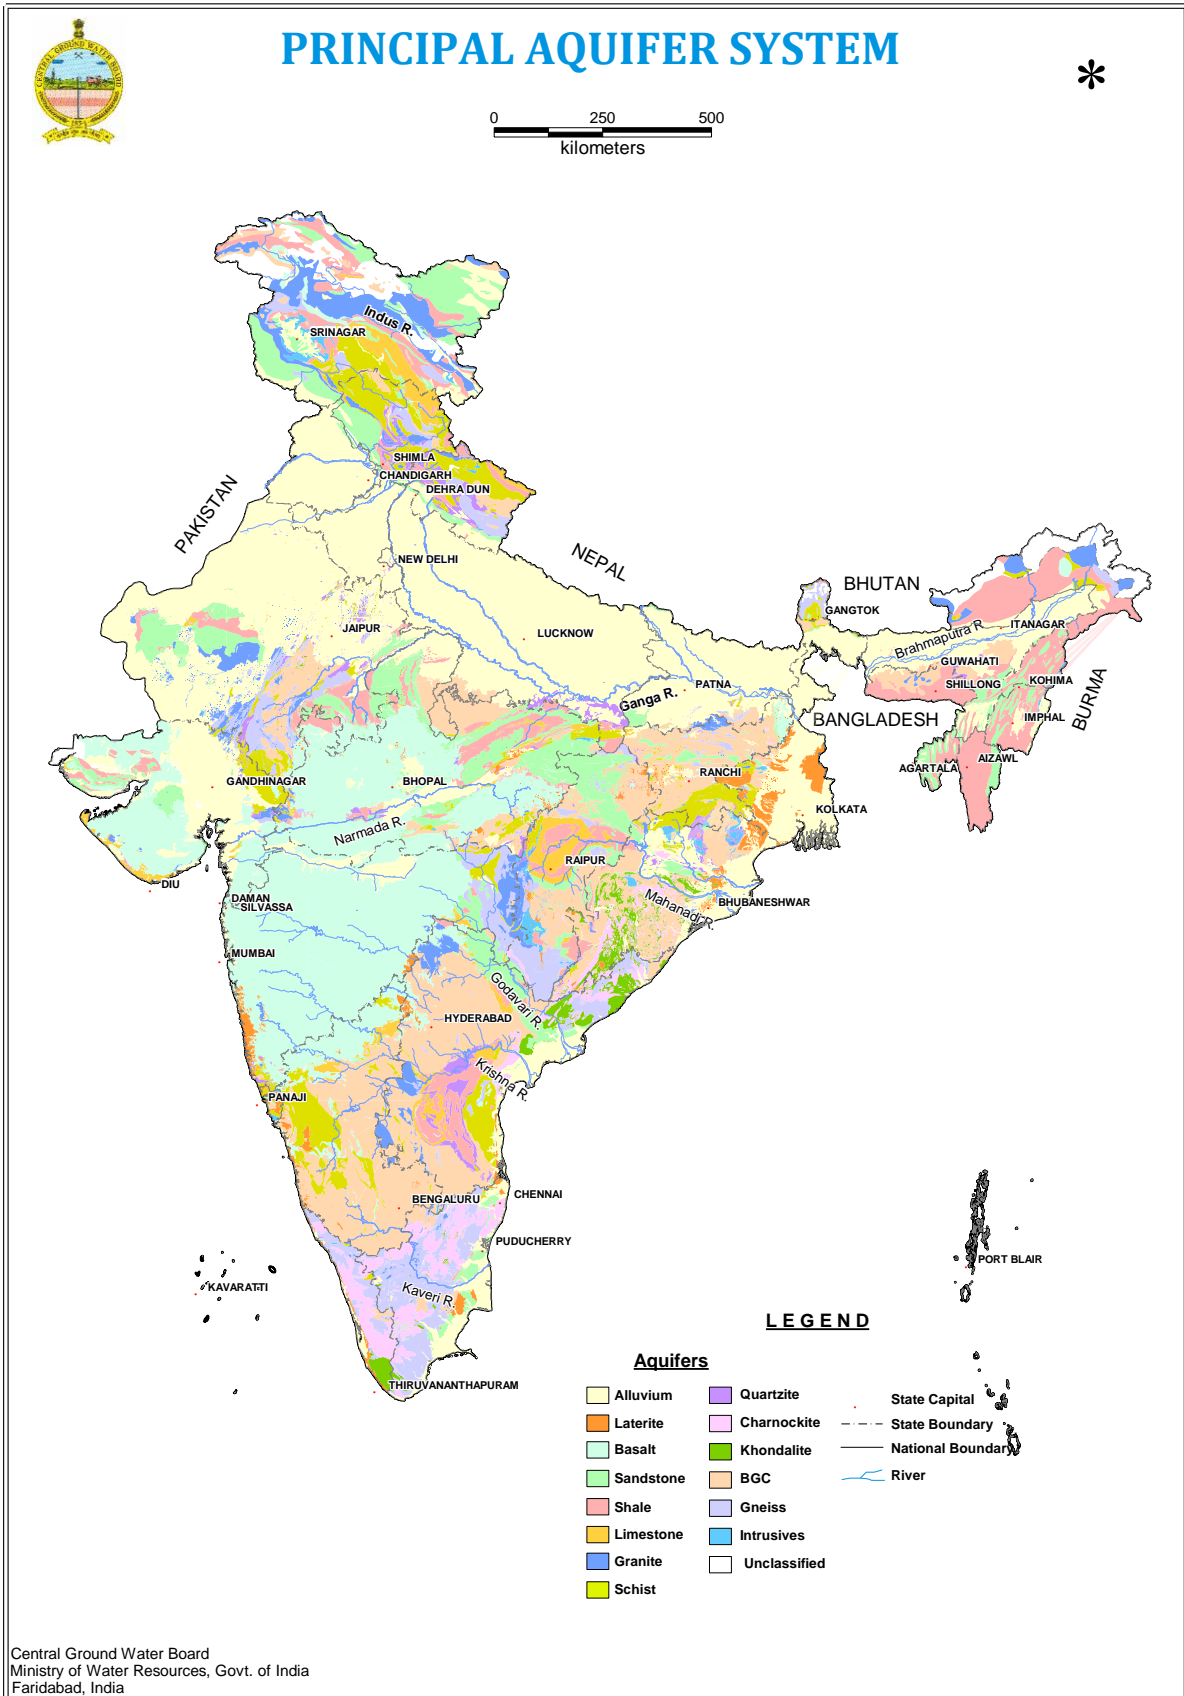 PRINCIPAL AQUIFER SYSTEM
*
CENTRAL GROUND WATER BOARD
0 250 500
kilometers
Indus R.
SRINAGAR
SHIMLA
CHANDIGARH
DEHRA DUN
PAKISTAN
NEW DELHI
NEPAL
BHUTAN
GANGTOK
JAIPUR
LUCKNOW
ITANAGAR
Brahmaputra R.
GUWAHATI
SHILLONG
KOHIMA
PATNA
Ganga R.
BANGLADESH
IMPHAL
BURMA
AGARTALA
AIZAWL
GANDHINAGAR
BHOPAL
RANCHI
KOLKATA
Narmada R.
RAIPUR
DIU
DAMAN
SILVASSA
Mahanadi R.
BHUBANESHWAR
MUMBAI
Godavari R.
HYDERABAD
Krishna R.
PANAJI
BENGALURU
CHENNAI
PUDUCHERRY
PORT BLAIR
KAVARATTI
Kaveri R.
THIRUVANANTHAPURAM
LEGEND
Aquifers
Alluvium
Laterite
Basalt
Sandstone
Shale
Limestone
Granite
Schist
Quartzite
Charnockite
Khondalite
BGC
Gneiss
Intrusives
Unclassified
State Capital
State Boundary
National Boundary
River
Central Ground Water Board
Ministry of Water Resources, Govt. of India
Faridabad, India